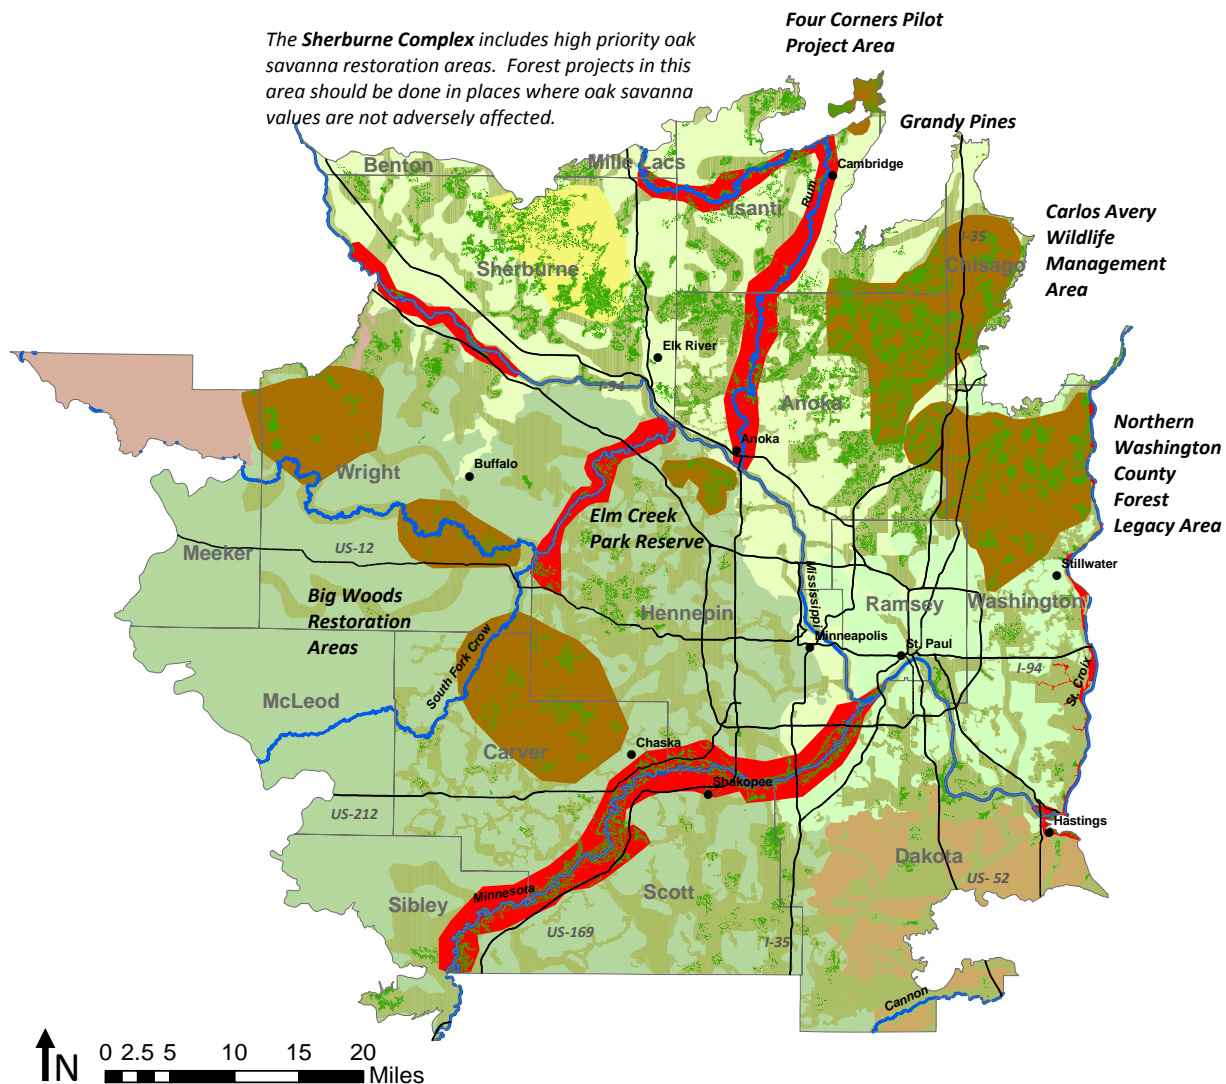 Four Corners Pilot
Project Area
The Sherburne Complex includes high priority oak
savanna restoration areas.  Forest projects in this
area should be done in places where oak savanna
values are not adversely affected.
Grandy Pines
Benton
Mille Lacs
Cambridge
Rum
Isanti
Carlos Avery
Wildlife
Management
Area
I-35
Chisago
Sherburne
Elk River
I-94
Anoka
Anoka
Northern
Washington
County
Forest
Legacy Area
Wright
Buffalo
Elm Creek
Park Reserve
Meeker
US-12
Stillwater
Mississippi
Big Woods
Restoration
Areas
Hennepin
Ramsey
Washington
Minneapolis
St. Paul
I-94
St. Croix
South Fork Crow
McLeod
Carver
Chaska
Shakopee
US-212
Hastings
Dakota
US- 52
Minnesota
Sibley
Scott
US-169
I-35
Cannon
N
0 2.5 5 10 15 20
Miles